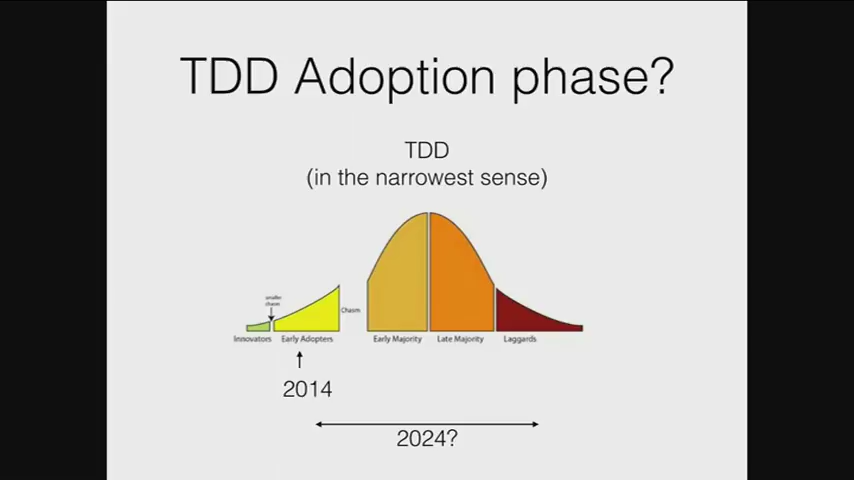 TDD Adoption phase?
TDD
(in the narrowest sense)
smaller
chasm
Chasm
Innovators
Early Adopters
Early Majority
Late Majority
Laggards
2014
2024?